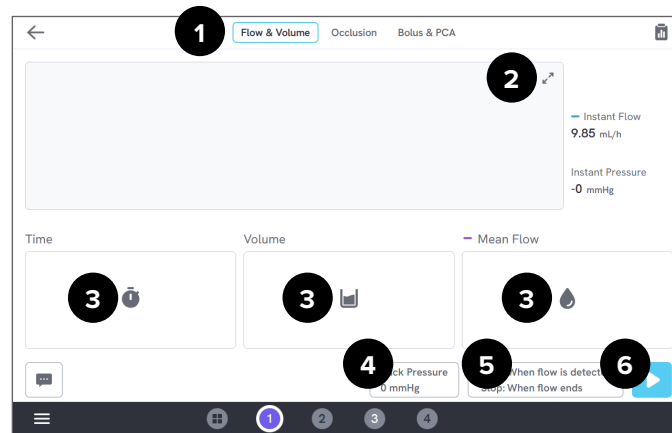 1 Flow & Volume Occlusion Bolus & PCA
2
Instant Flow
9.85 mL/h
Instant Pressure
-0 mmHg
Time Volume Mean Flow
3 3 3
4 5 6
Pressure When flow is
0 mmHg Stop: When flow ends
1 2 3 4